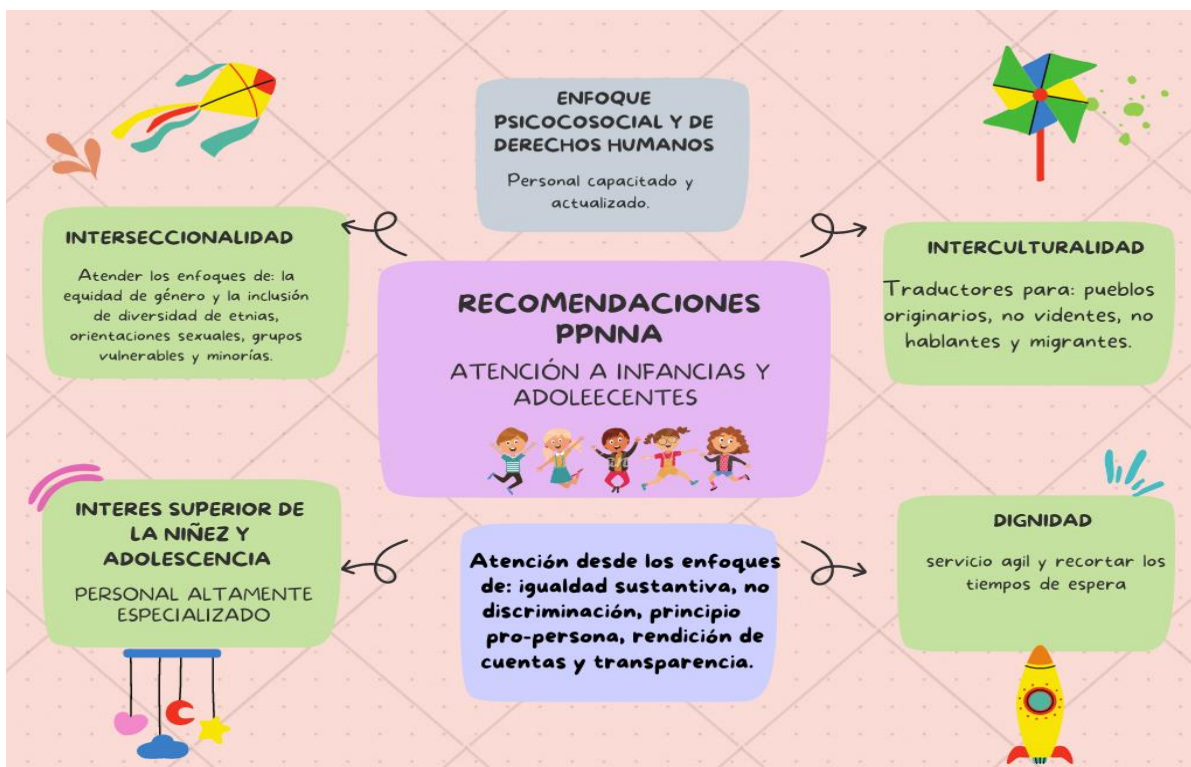 ENFOQUE
PSICOCOSOCIAL Y DE
DERECHOS HUMANOS
Personal capacitado y
actualizado.
INTERSECCIONALIDAD
Atender los enfoques de: la
equidad de género y la inclusión
de diversidad de etnias,
orientaciones sexuales, grupos
vulnerables y minorías.
INTERCULTURALIDAD
Traductores para: pueblos
originarios, no videntes, no
hablantes y migrantes.
RECOMENDACIONES
PPNNA
ATENCIÓN A INFANCIAS Y
ADOLEECENTES
INTERES SUPERIOR DE
LA NIÑEZ Y
ADOLESCENCIA
PERSONAL ALTAMENTE
ESPECIALIZADO
Atención desde los enfoques
de: igualdad sustantiva, no
discriminación, principio
pro-persona, rendición de
cuentas y transparencia.
DIGNIDAD
servicio agil y recortar los
tiempos de espera